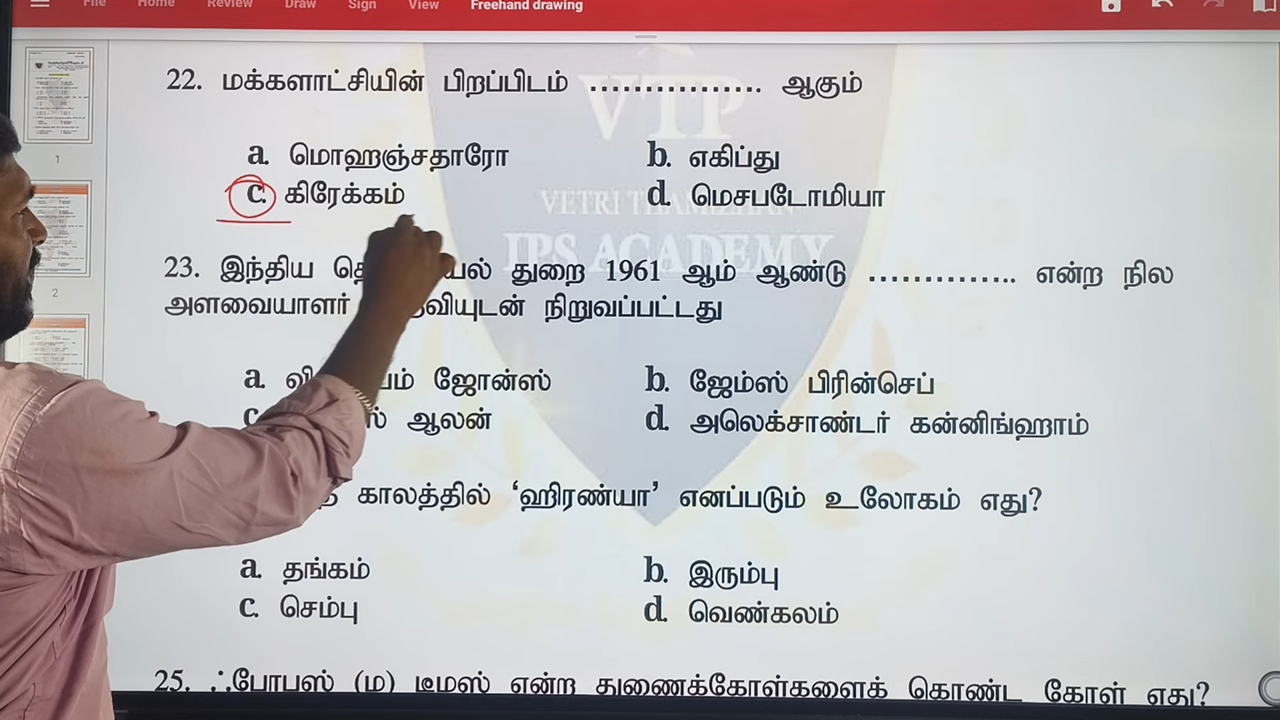 File Home Review Draw Sign View Freehand drawing
22. மக்களாட்சியின் பிறப்பிடம் ................ ஆகும்
a. மொஹஞ்சதாரோ b. எகிப்து
c. கிரேக்கம் d. மெசபடோமியா
VTP
VETRI THAMIZHAN
IPS ACADEMY
23. இந்திய துறை 1961 ஆம் ஆண்டு .............. என்ற நில
அளவையாளர் நிறுவப்பட்டது
a. ஜோன்ஸ் b. ஜேம்ஸ் பிரின்செப்
ஆலன் d. அலெக்சாண்டர் கன்னிங்ஹாம்
காலத்தில் ‘ஹிரண்யா’ எனப்படும் உலோகம் எது?
a. தங்கம் b. இரும்பு
c. செம்பு d. வெண்கலம்
25. ஃபோபஸ் (ம) டீமஸ் என்ற துணைக்கோள்களைக் கொண்ட கோள் எது?
1
2